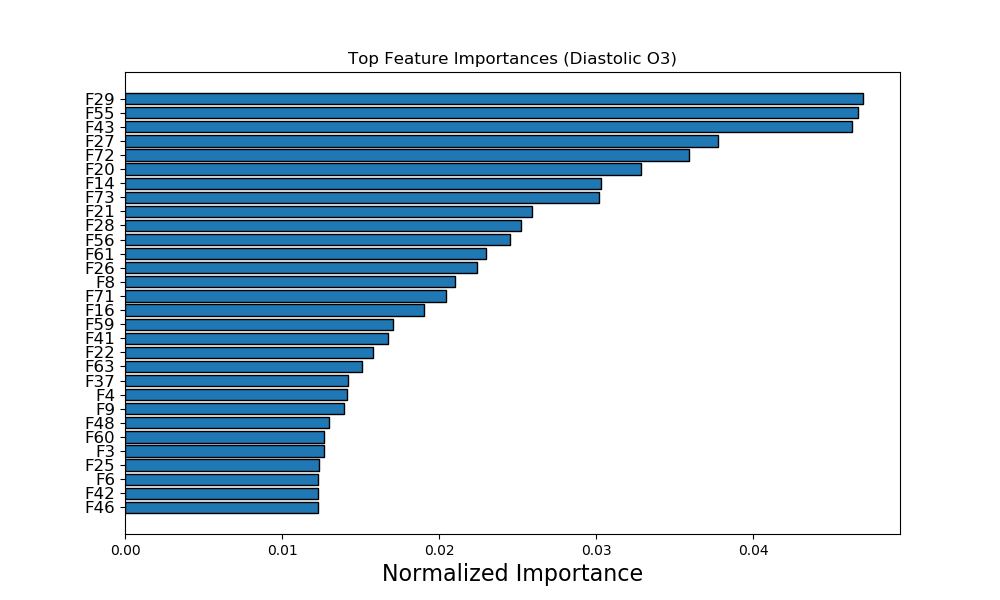 Top Feature Importances (Diastolic O3)
F29
F55
F43
F27
F72
F20
F14
F73
F21
F28
F56
F61
F26
F8
F71
F16
F59
F41
F22
F63
F37
F4
F9
F48
F60
F3
F25
F6
F42
F46
0.00 0.01 0.02 0.03 0.04
Normalized Importance